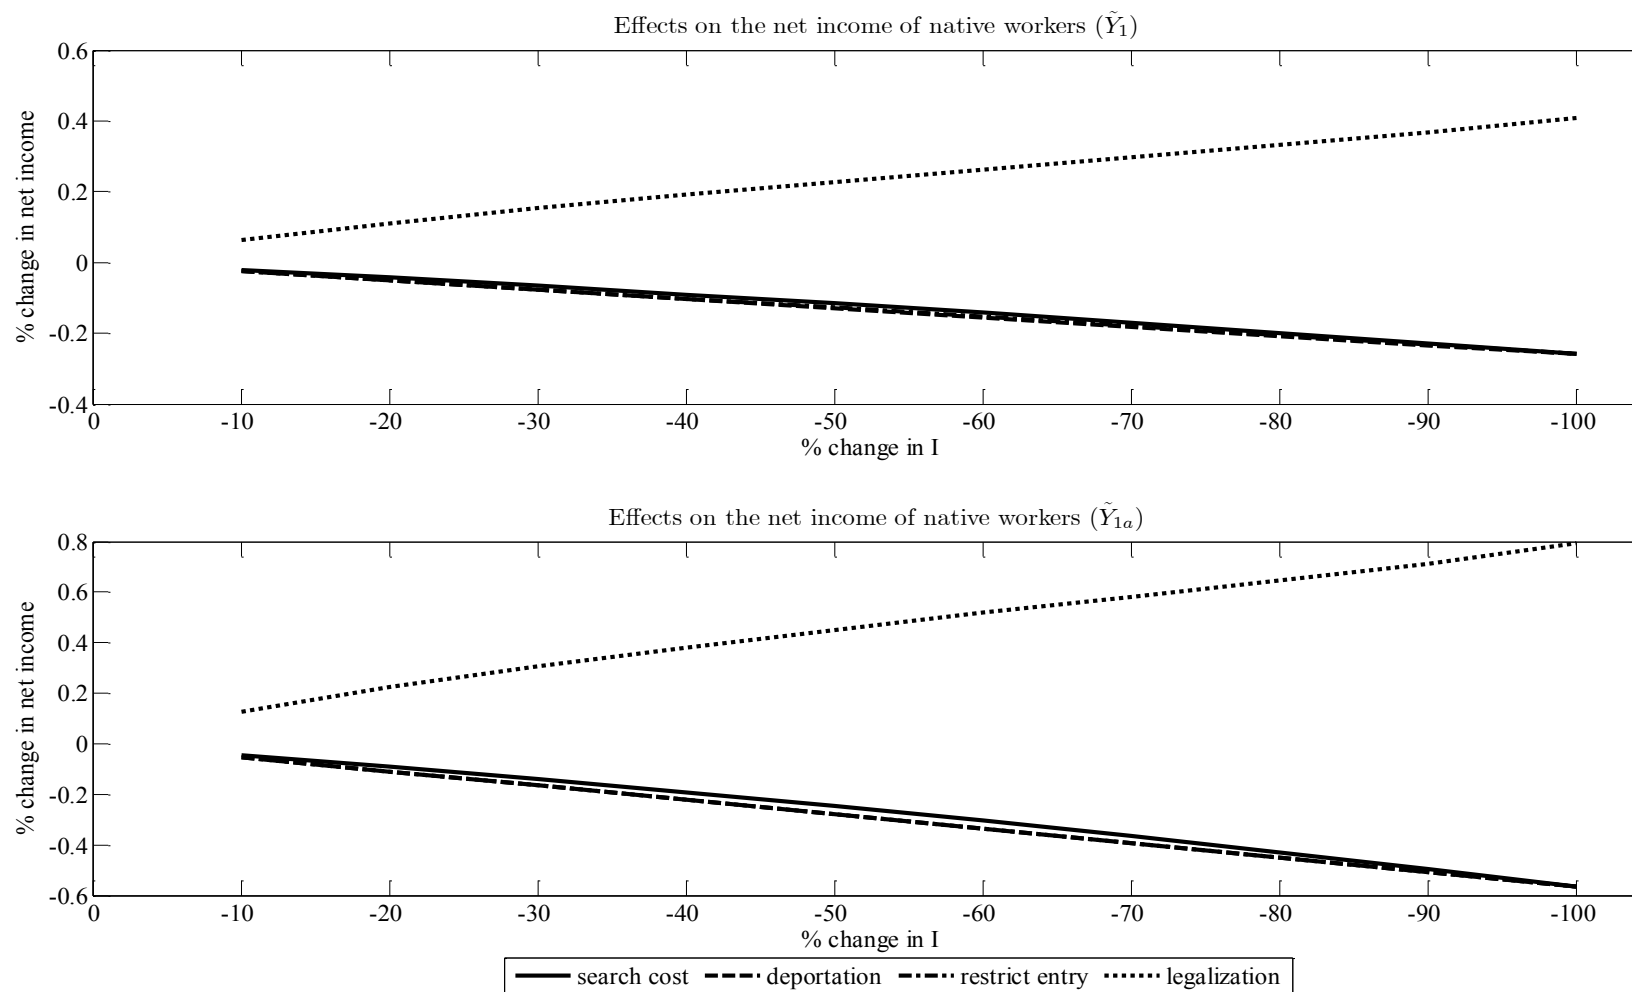 Effects on the net income of native workers (Ỹ₁)
% change in net income
0.6
0.4
0.2
0
-0.2
-0.4
0 -10 -20 -30 -40 -50 -60 -70 -80 -90 -100
% change in I
Effects on the net income of native workers (Ỹ₁ₐ)
% change in net income
0.8
0.6
0.4
0.2
0
-0.2
-0.4
-0.6
0 -10 -20 -30 -40 -50 -60 -70 -80 -90 -100
% change in I
search cost deportation restrict entry legalization